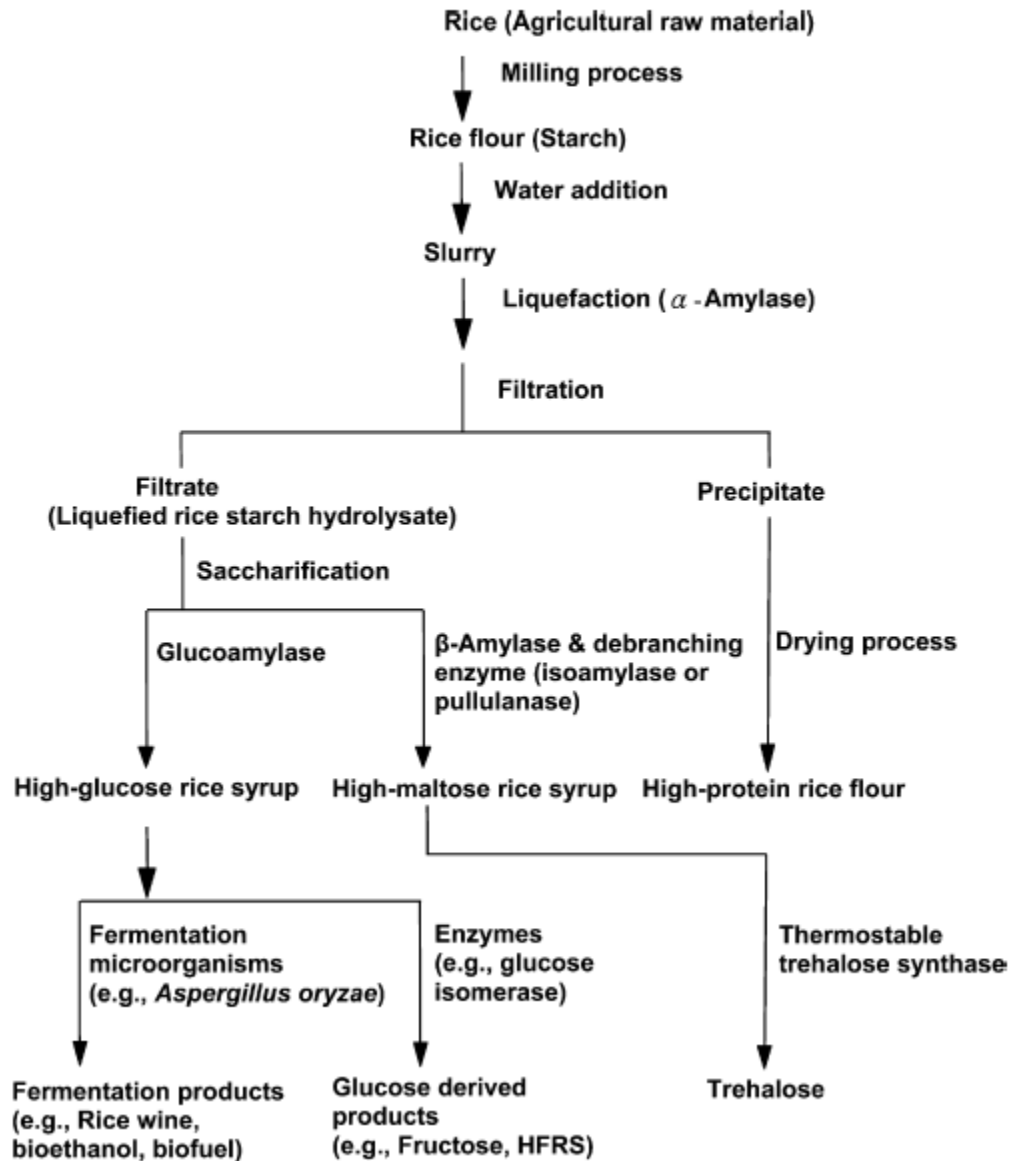 Rice (Agricultural raw material)
Milling process
Rice flour (Starch)
Water addition
Slurry
Liquefaction (α-Amylase)
Filtration
Filtrate
(Liquefied rice starch hydrolysate)
Precipitate
Saccharification
Glucoamylase
β-Amylase & debranching
enzyme (isoamylase or
pullulanase)
Drying process
High-glucose rice syrup
High-maltose rice syrup
High-protein rice flour
Fermentation
microorganisms
(e.g., Aspergillus oryzae)
Enzymes
(e.g., glucose
isomerase)
Thermostable
trehalose synthase
Fermentation products
(e.g., Rice wine,
bioethanol, biofuel)
Glucose derived
products
(e.g., Fructose, HFRS)
Trehalose